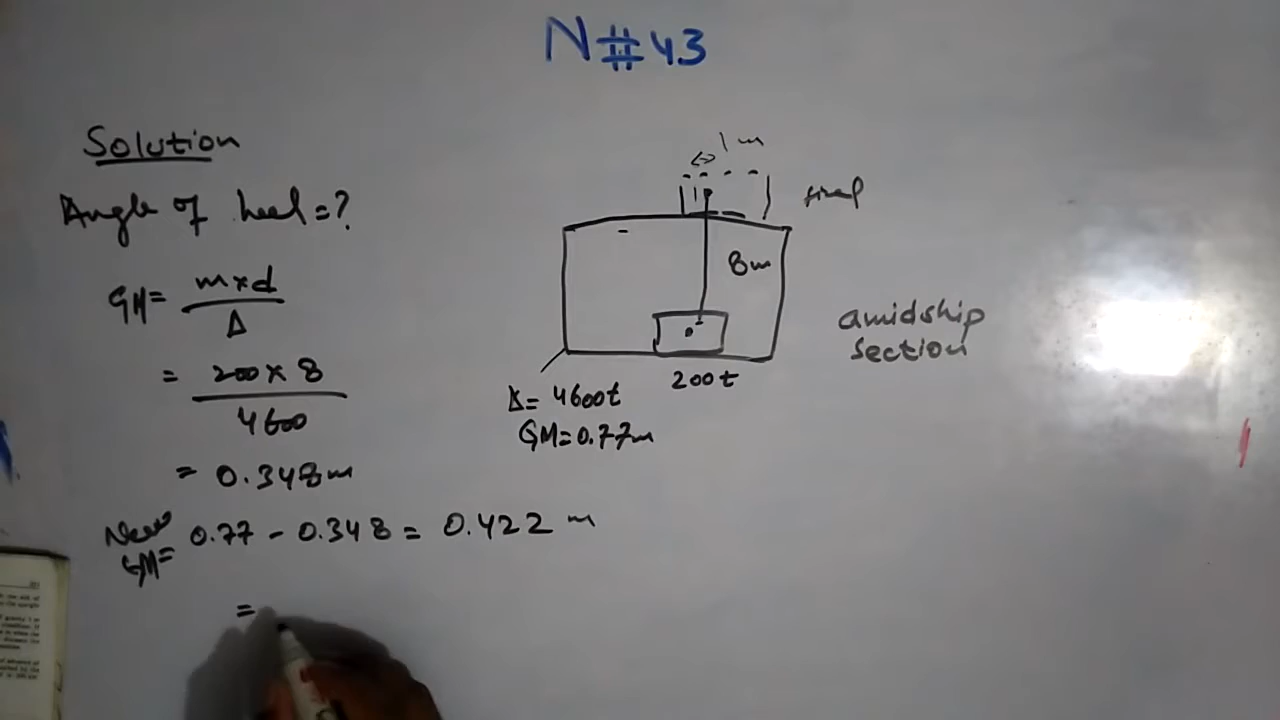 N#43
Solution
Angle of heel=?
GM= m×d
Δ
= 200×8
4600
= 0.348m
New GM= 0.77 - 0.348 = 0.422 m
=
1m
final
8m
amidship
section
200t
Δ= 4600t
GM=0.77m